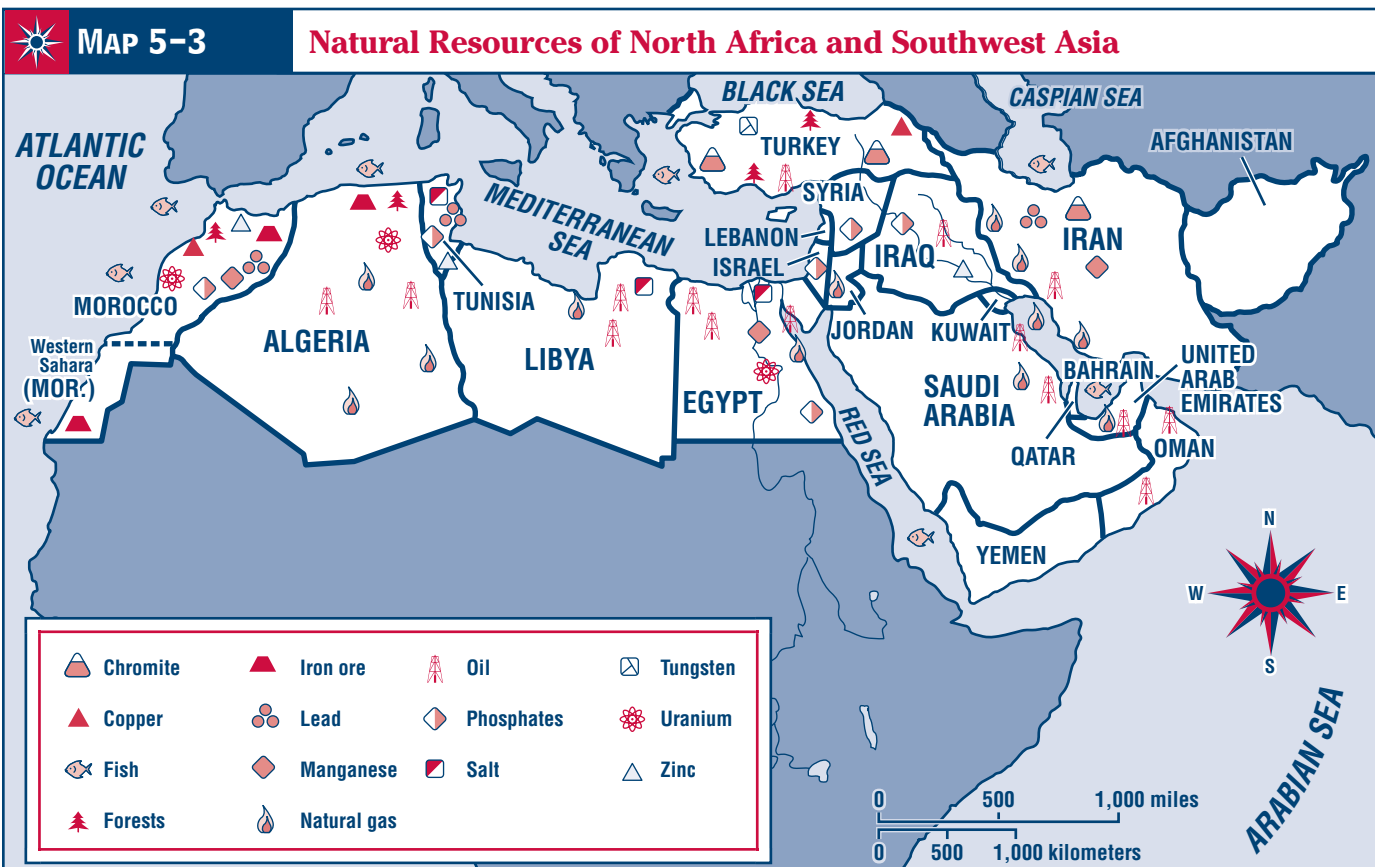 MAP 5-3
Natural Resources of North Africa and Southwest Asia
ATLANTIC
OCEAN
BLACK SEA
CASPIAN SEA
AFGHANISTAN
TURKEY
SYRIA
MEDITERRANEAN
SEA
LEBANON
ISRAEL
IRAQ
IRAN
MOROCCO
TUNISIA
ALGERIA
LIBYA
EGYPT
JORDAN
KUWAIT
Western
Sahara
(MOR.)
SAUDI
ARABIA
BAHRAIN
UNITED
ARAB
EMIRATES
RED SEA
QATAR
OMAN
YEMEN
N
W
E
S
ARABIAN SEA
Chromite
Iron ore
Oil
Tungsten
Copper
Lead
Phosphates
Uranium
Fish
Manganese
Salt
Zinc
Forests
Natural gas
0 500 1,000 miles
0 500 1,000 kilometers